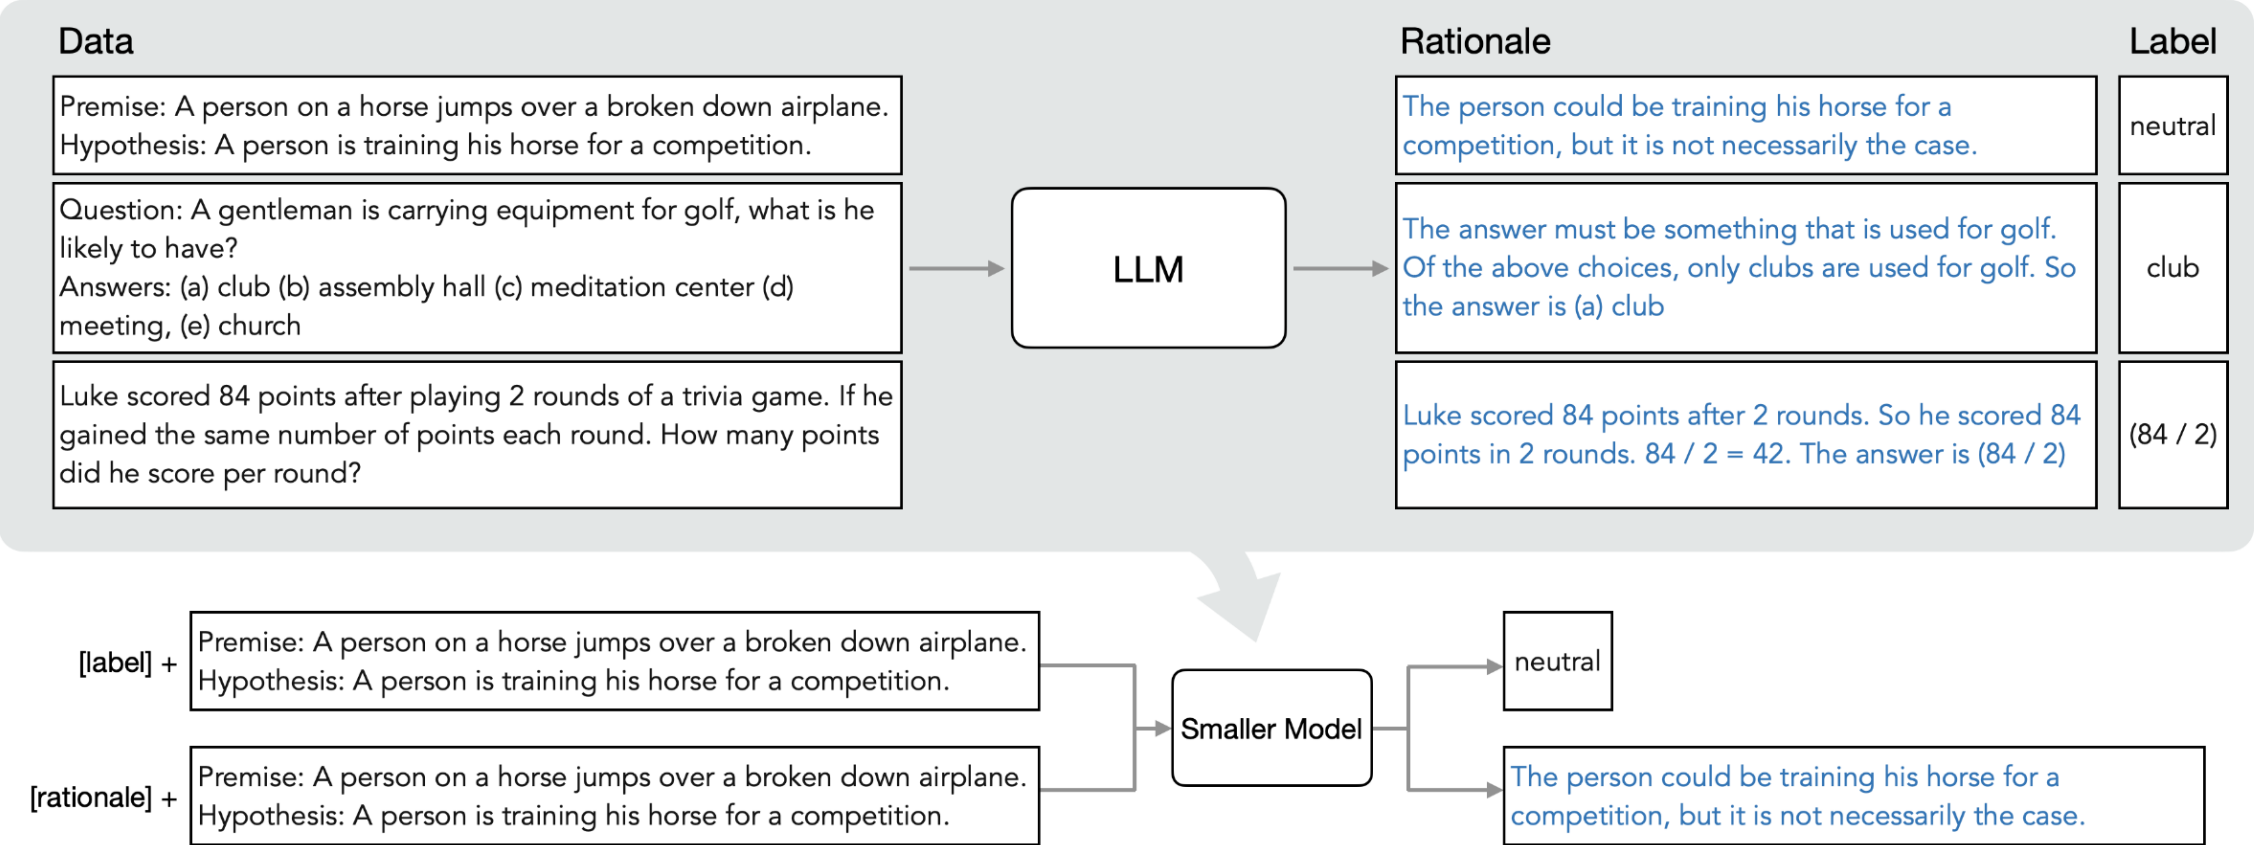 Data
Rationale
Label
Premise: A person on a horse jumps over a broken down airplane.
Hypothesis: A person is training his horse for a competition.
The person could be training his horse for a
competition, but it is not necessarily the case.
neutral
Question: A gentleman is carrying equipment for golf, what is he
likely to have?
Answers: (a) club (b) assembly hall (c) meditation center (d)
meeting, (e) church
LLM
The answer must be something that is used for golf.
Of the above choices, only clubs are used for golf. So
the answer is (a) club
club
Luke scored 84 points after playing 2 rounds of a trivia game. If he
gained the same number of points each round. How many points
did he score per round?
Luke scored 84 points after 2 rounds. So he scored 84
points in 2 rounds. 84 / 2 = 42. The answer is (84 / 2)
(84 / 2)
[label] +
Premise: A person on a horse jumps over a broken down airplane.
Hypothesis: A person is training his horse for a competition.
neutral
Smaller Model
[rationale] +
Premise: A person on a horse jumps over a broken down airplane.
Hypothesis: A person is training his horse for a competition.
The person could be training his horse for a
competition, but it is not necessarily the case.